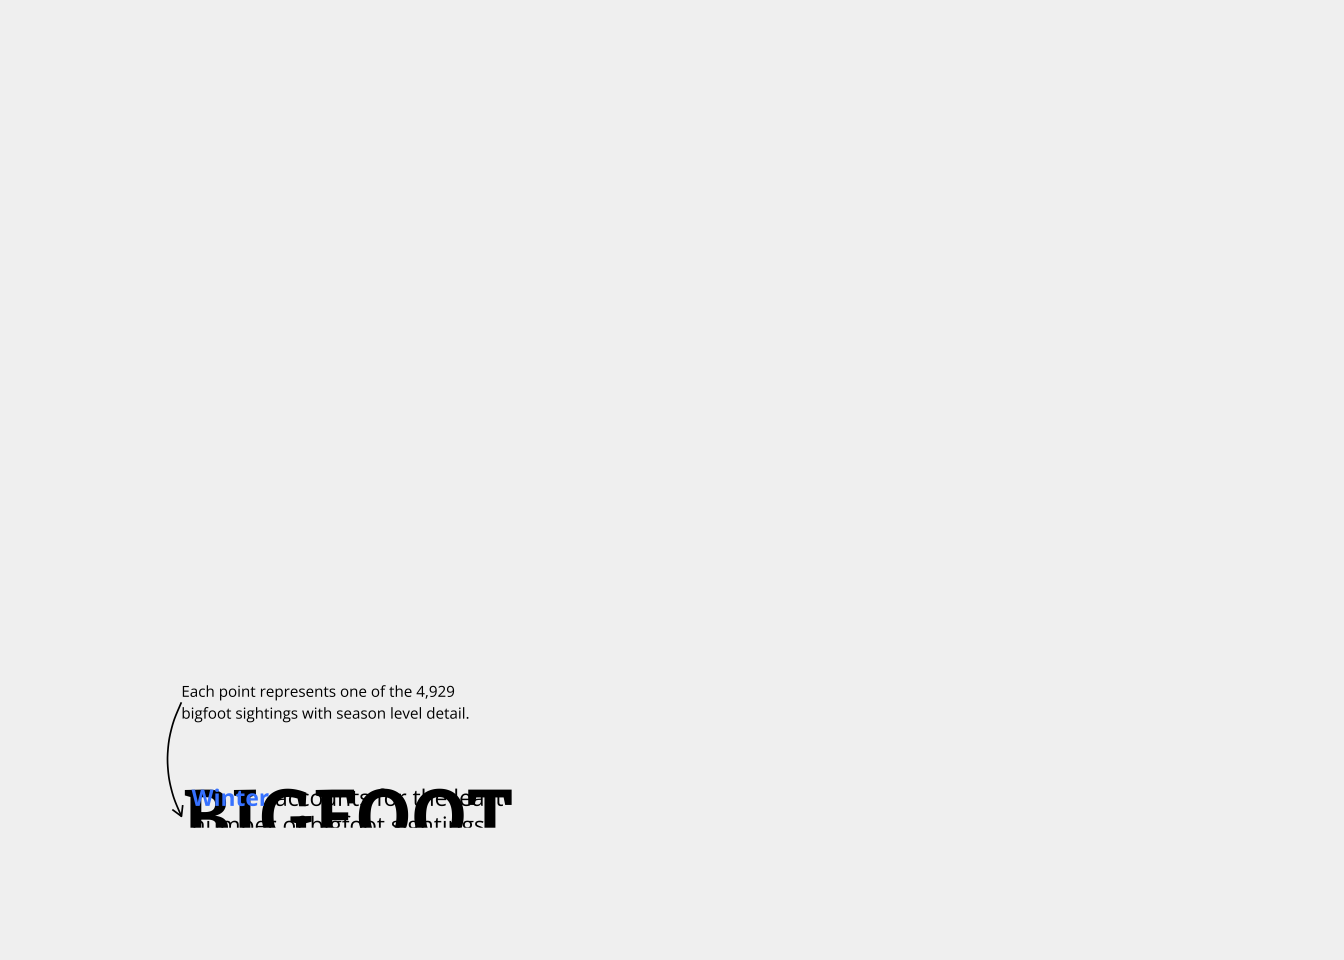 Each point represents one of the 4,929
bigfoot sightings with season level detail.
BIGFOOT
Winter accounts for the least
number of bigfoot sightings